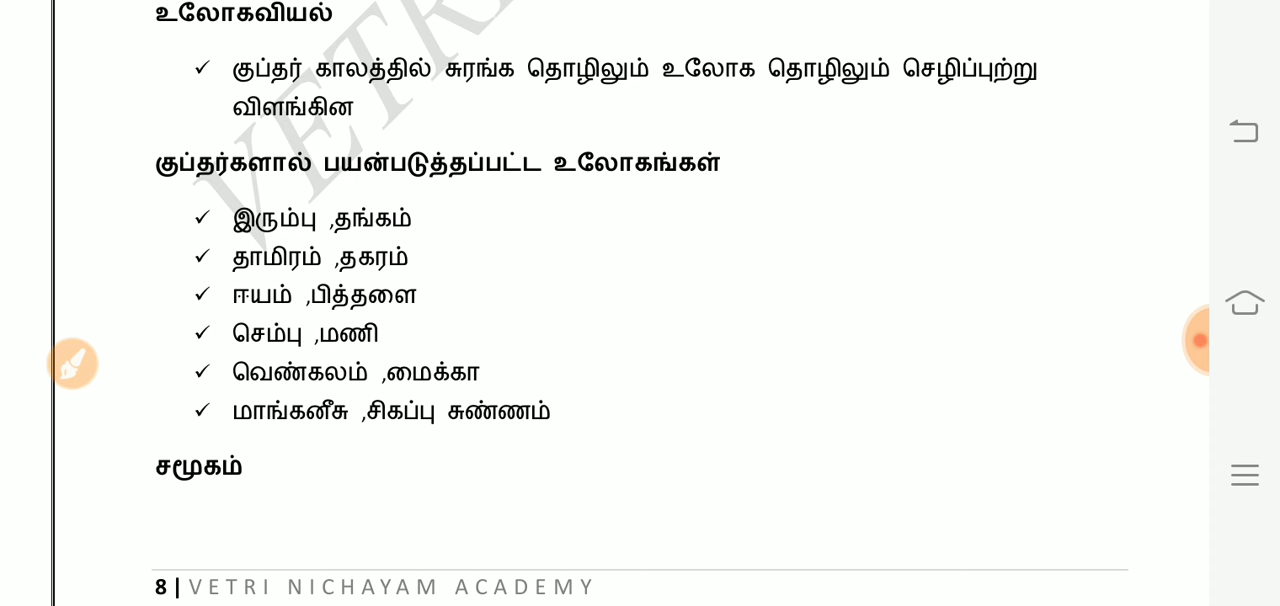 உலோகவியல்
✓ குப்தர் காலத்தில் சுரங்க தொழிலும் உலோக தொழிலும் செழிப்புற்று
விளங்கின
குப்தர்களால் பயன்படுத்தப்பட்ட உலோகங்கள்
✓ இரும்பு ,தங்கம்
✓ தாமிரம் ,தகரம்
✓ ஈயம் ,பித்தளை
✓ செம்பு ,மணி
✓ வெண்கலம் ,மைக்கா
✓ மாங்கனீசு ,சிகப்பு சுண்ணம்
சமூகம்
8 | VETRI NICHAYAM ACADEMY
VETRI